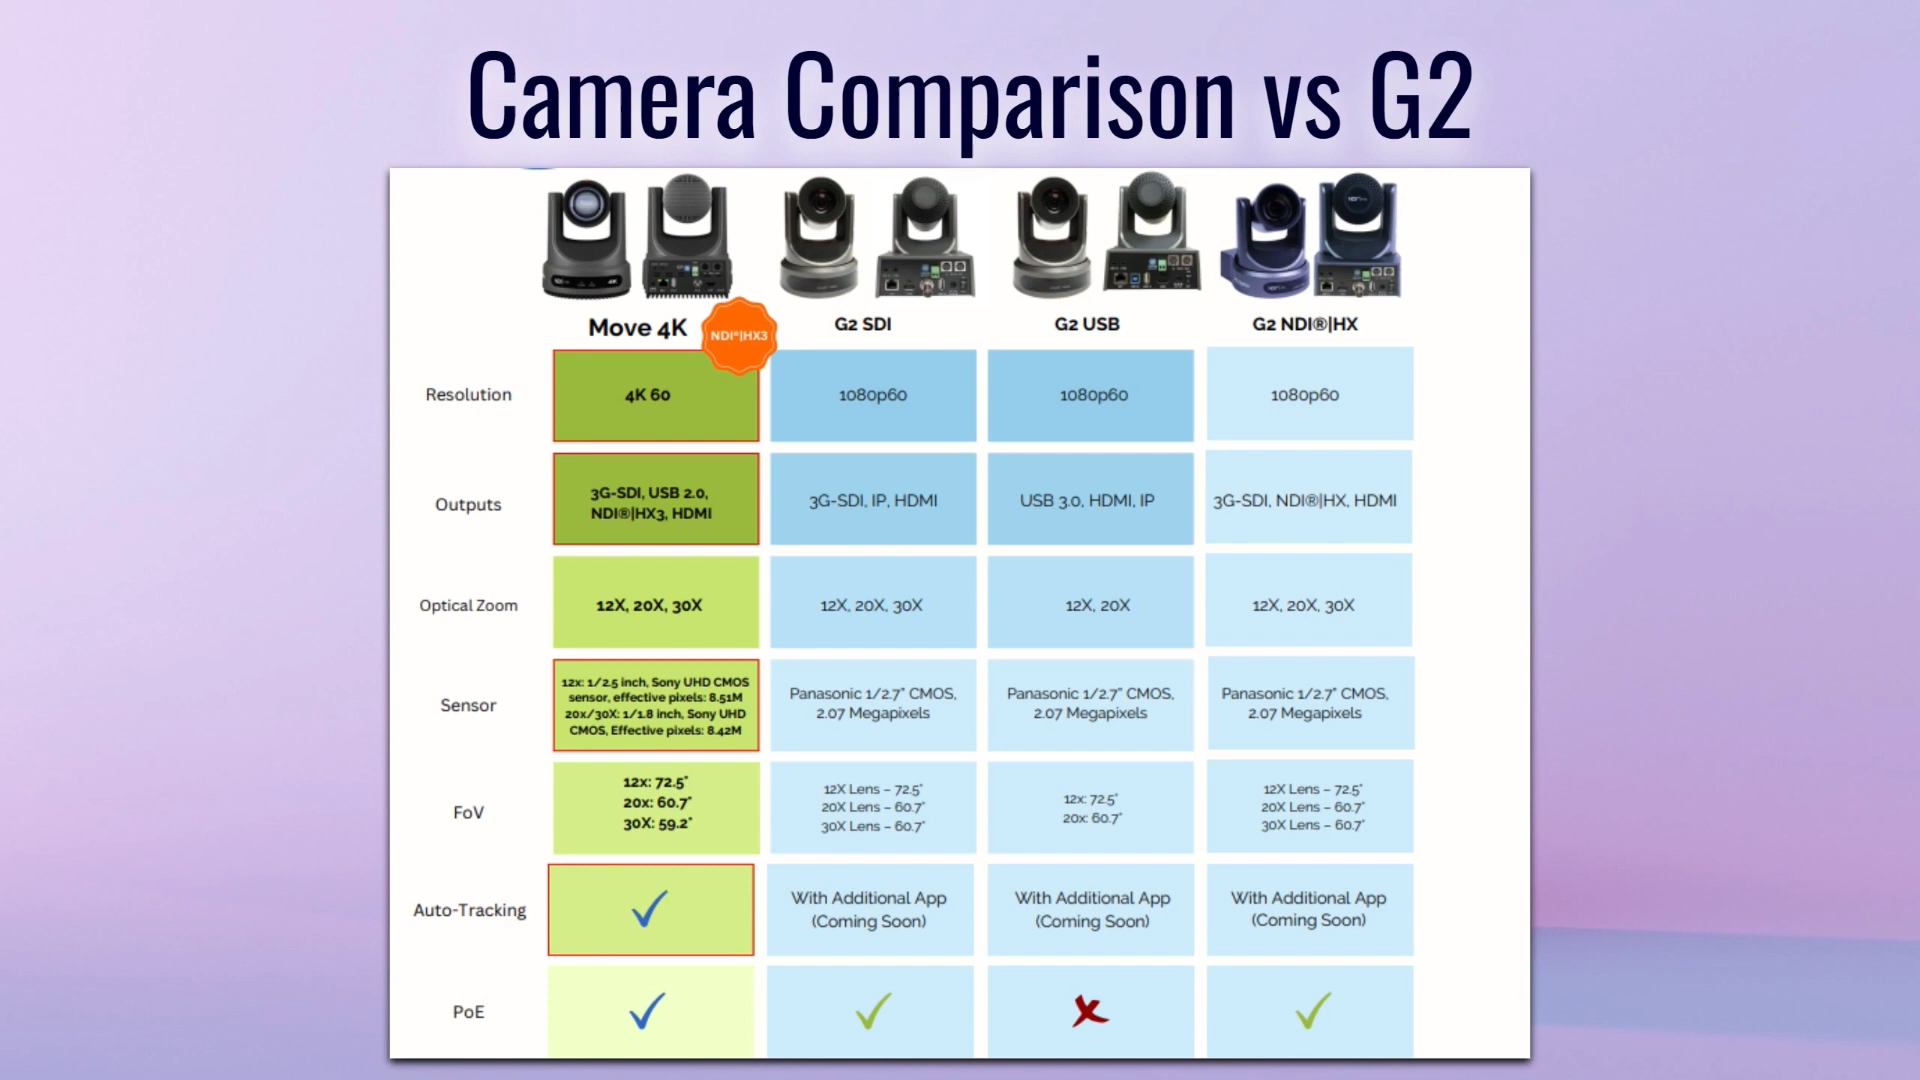 Camera Comparison vs G2
Move 4K
NDI®|HX3
G2 SDI
G2 USB
G2 NDI®|HX
Resolution
4K 60
1080p60
1080p60
1080p60
Outputs
3G-SDI, USB 2.0,
NDI®|HX3, HDMI
3G-SDI, IP, HDMI
USB 3.0, HDMI, IP
3G-SDI, NDI®|HX, HDMI
Optical Zoom
12X, 20X, 30X
12X, 20X, 30X
12X, 20X
12X, 20X, 30X
Sensor
12x: 1/2.5 inch, Sony UHD CMOS
sensor, effective pixels: 8.51M
20x/30X: 1/1.8 inch, Sony UHD
CMOS, Effective pixels: 8.42M
Panasonic 1/2.7" CMOS,
2.07 Megapixels
Panasonic 1/2.7" CMOS,
2.07 Megapixels
Panasonic 1/2.7" CMOS,
2.07 Megapixels
FoV
12x: 72.5°
20x: 60.7°
30X: 59.2°
12X Lens – 72.5°
20X Lens – 60.7°
30X Lens – 60.7°
12x: 72.5°
20x: 60.7°
12X Lens – 72.5°
20X Lens – 60.7°
30X Lens – 60.7°
Auto-Tracking
With Additional App
(Coming Soon)
With Additional App
(Coming Soon)
With Additional App
(Coming Soon)
PoE